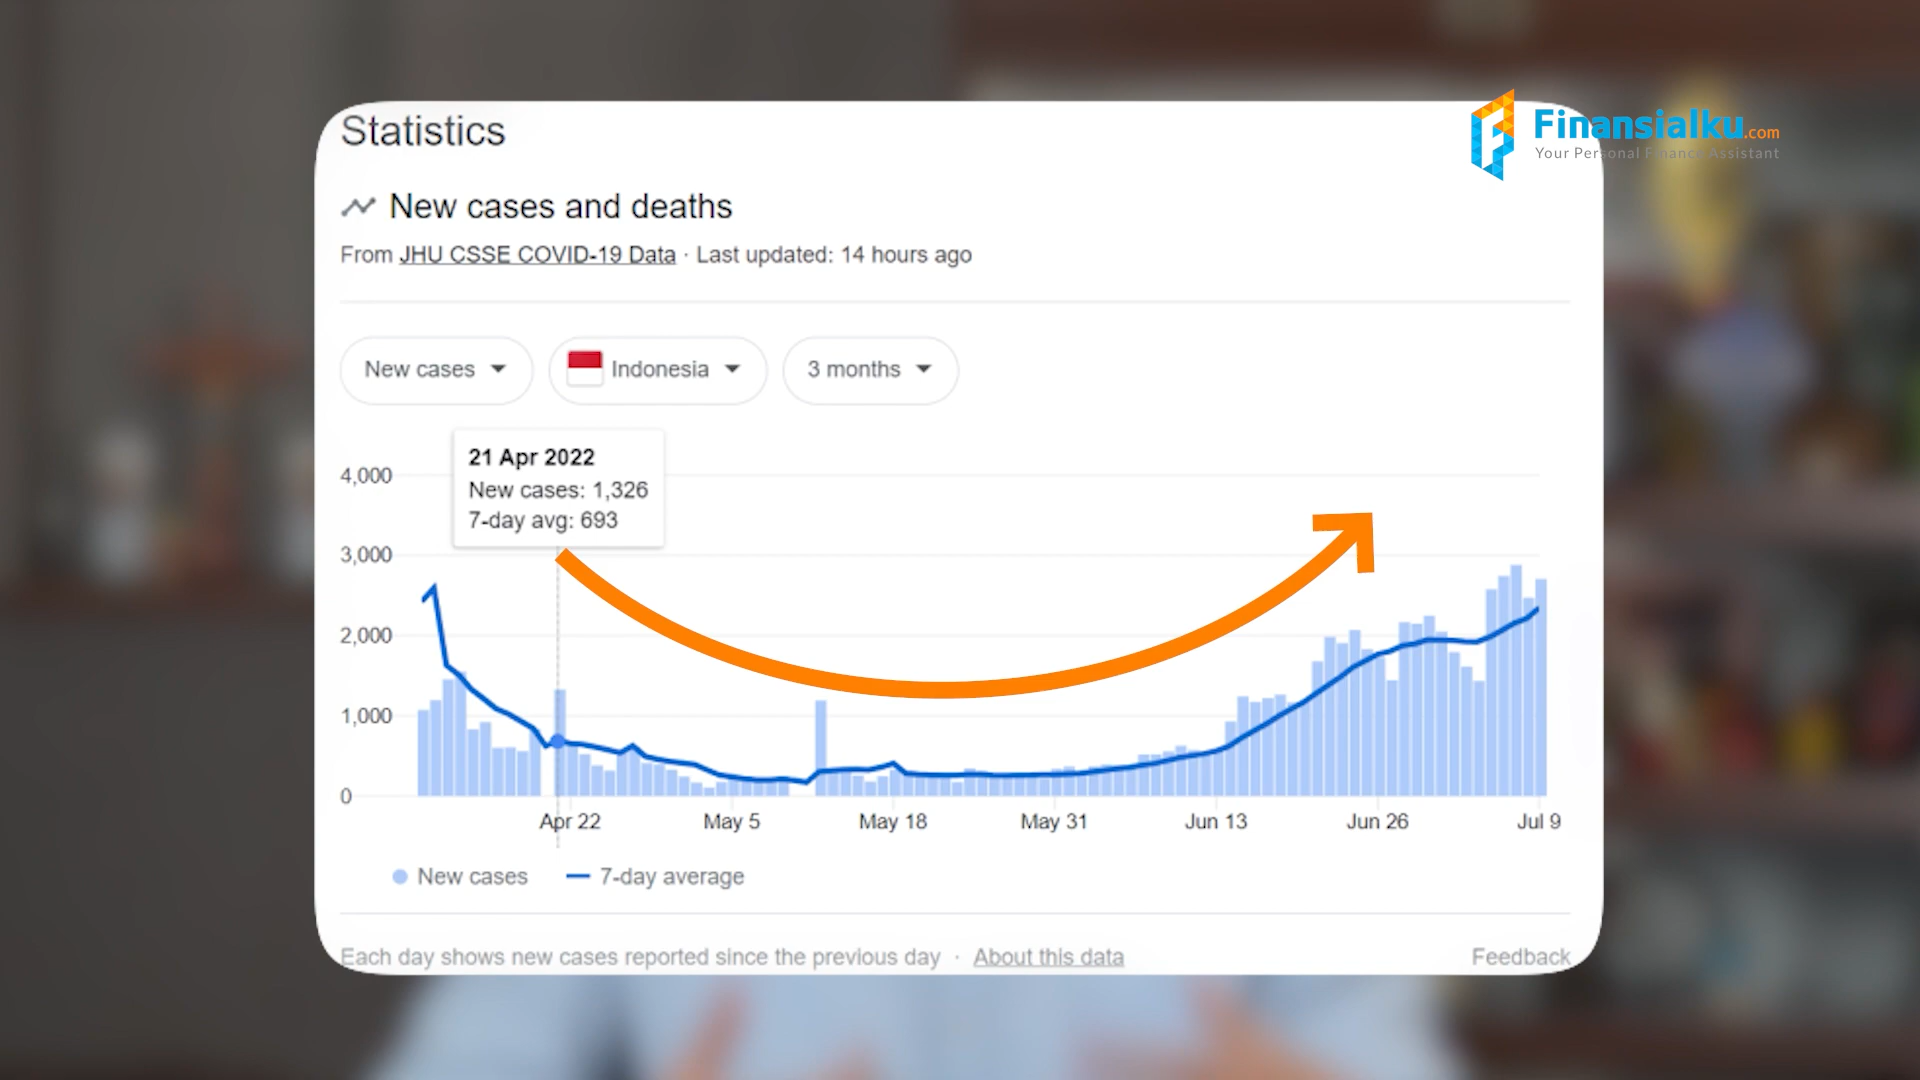 Statistics
Finansialku.com
Your Personal Finance Assistant
New cases and deaths
From JHU CSSE COVID-19 Data · Last updated: 14 hours ago
New cases
Indonesia
3 months
21 Apr 2022
New cases: 1,326
7-day avg: 693
4,000
3,000
2,000
1,000
0
Apr 22
May 5
May 18
May 31
Jun 13
Jun 26
Jul 9
New cases
7-day average
Each day shows new cases reported since the previous day · About this data
Feedback